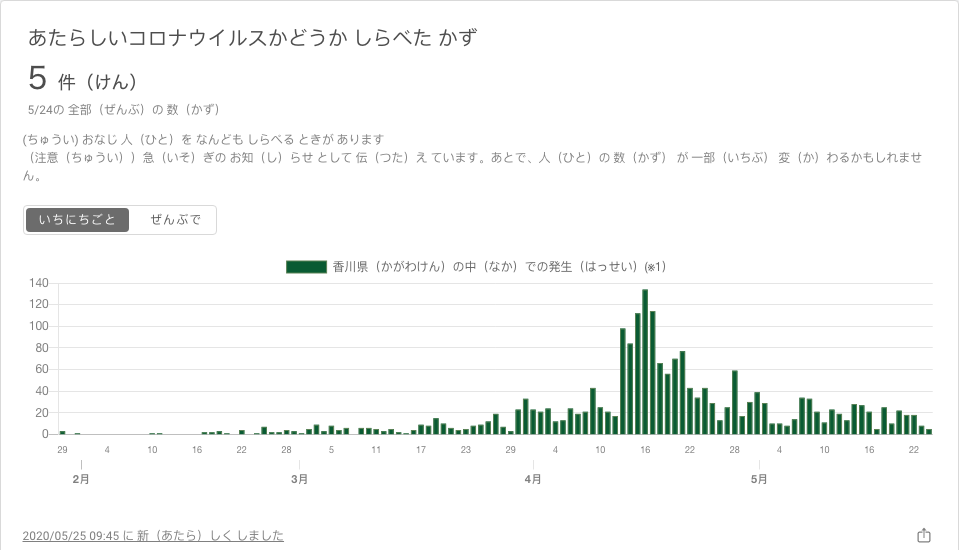 あたらしいコロナウイルスかどうか しらべた かず
5 件（けん）
5/24の 全部（ぜんぶ）の 数（かず）
(ちゅうい) おなじ 人（ひと）を なんども しらべる ときが あります
（注意（ちゅうい））急（いそ）ぎの お知（し）らせ として 伝（つた）え ています。あとで、人（ひと）の 数（かず） が 一部（いちぶ） 変（か）わるかもしれませ
ん。
いちにちごと ぜんぶで
香川県（かがわけん）の中（なか）での発生（はっせい）(※1）
140
120
100
80
60
40
20
0
29 4 10 16 22 28 5 11 17 23 29 4 10 16 22 28 4 10 16 22
2月 3月 4月 5月
2020/05/25 09:45 に 新（あたら）しく しました